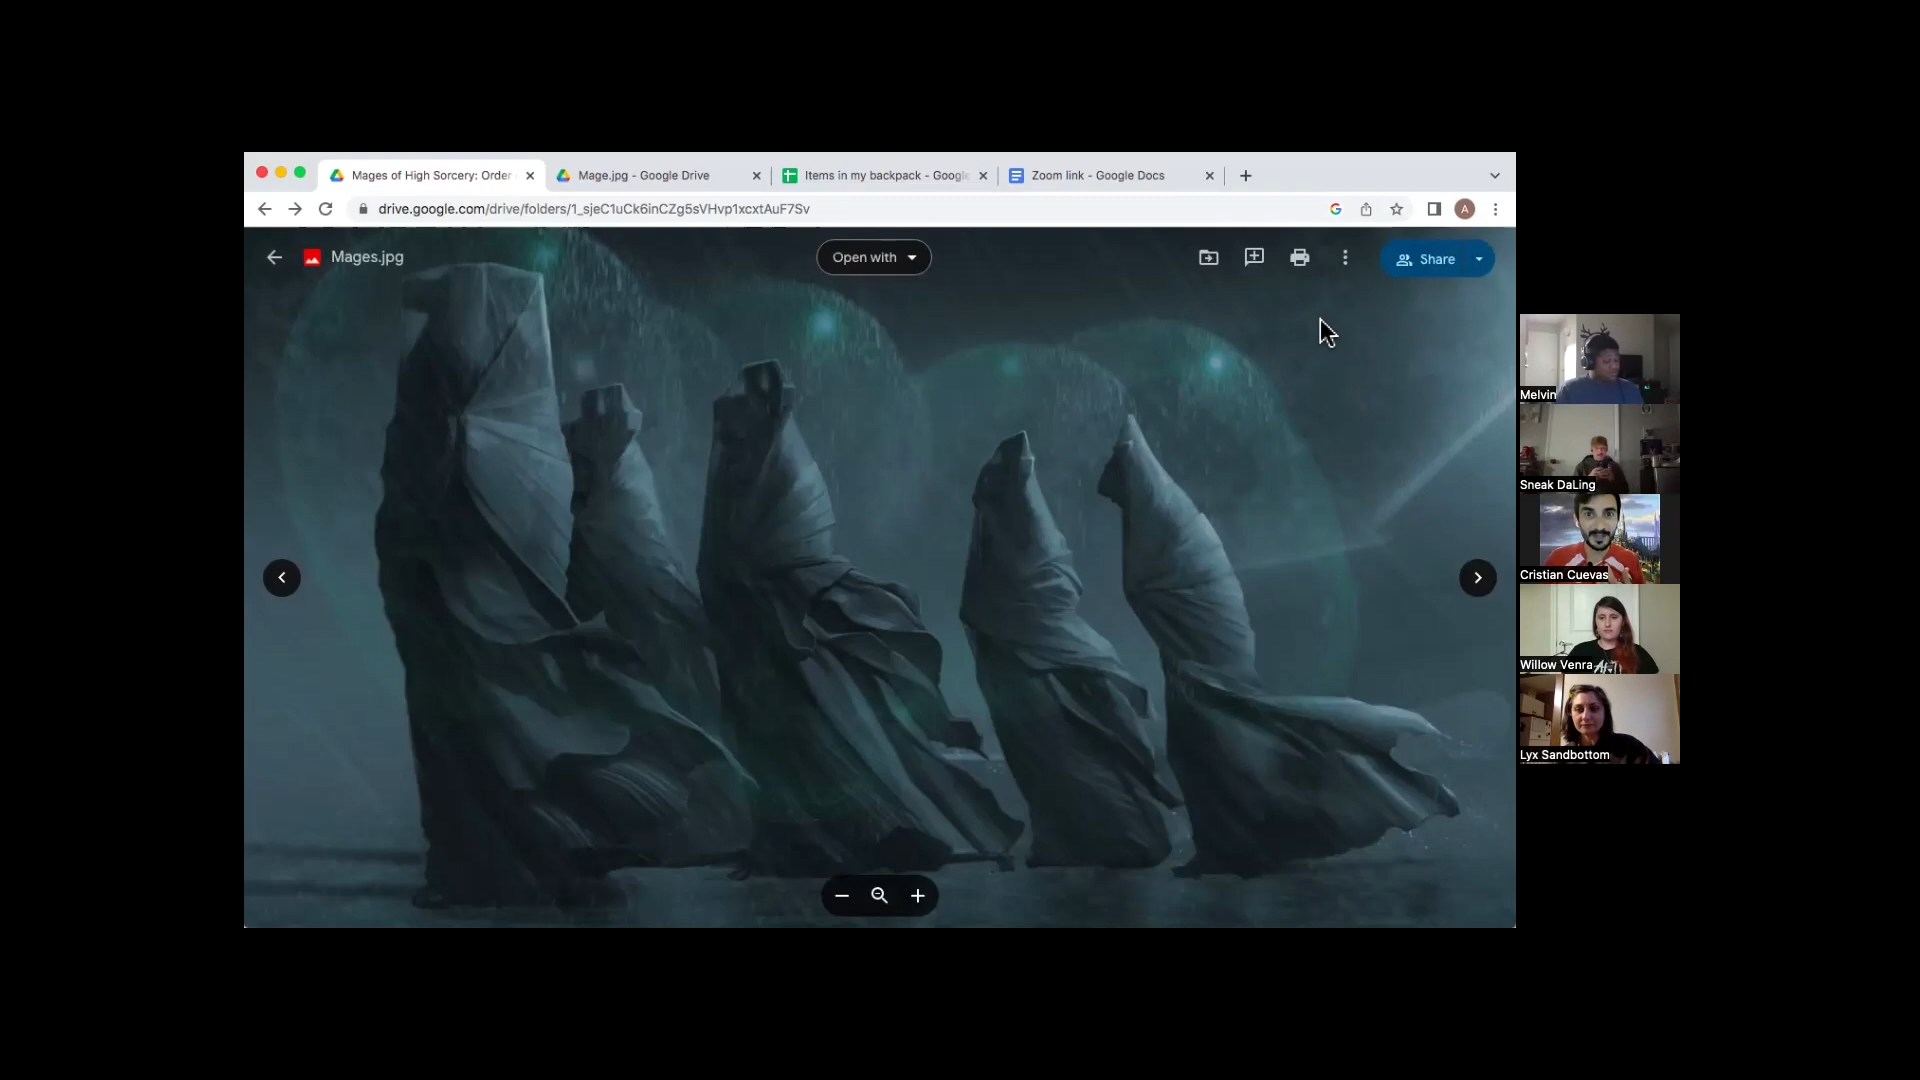 Mages of High Sorcery: Order
Mage.jpg - Google Drive
Items in my backpack - Google
Zoom link - Google Docs
drive.google.com/drive/folders/1_sjeC1uCk6inCZg5sVHvp1xcxtAuF7Sv
A
Mages.jpg
Open with
Share
Melvin
Sneak DaLing
Cristian Cuevas
Willow Venra
Lyx Sandbottom